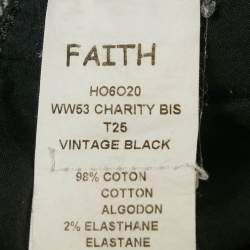 FAITH
HO6O20
WW53 CHARITY BIS
T25
VINTAGE BLACK
98% COTON
COTTON
ALGODON
2% ELASTHANE
ELASTANE